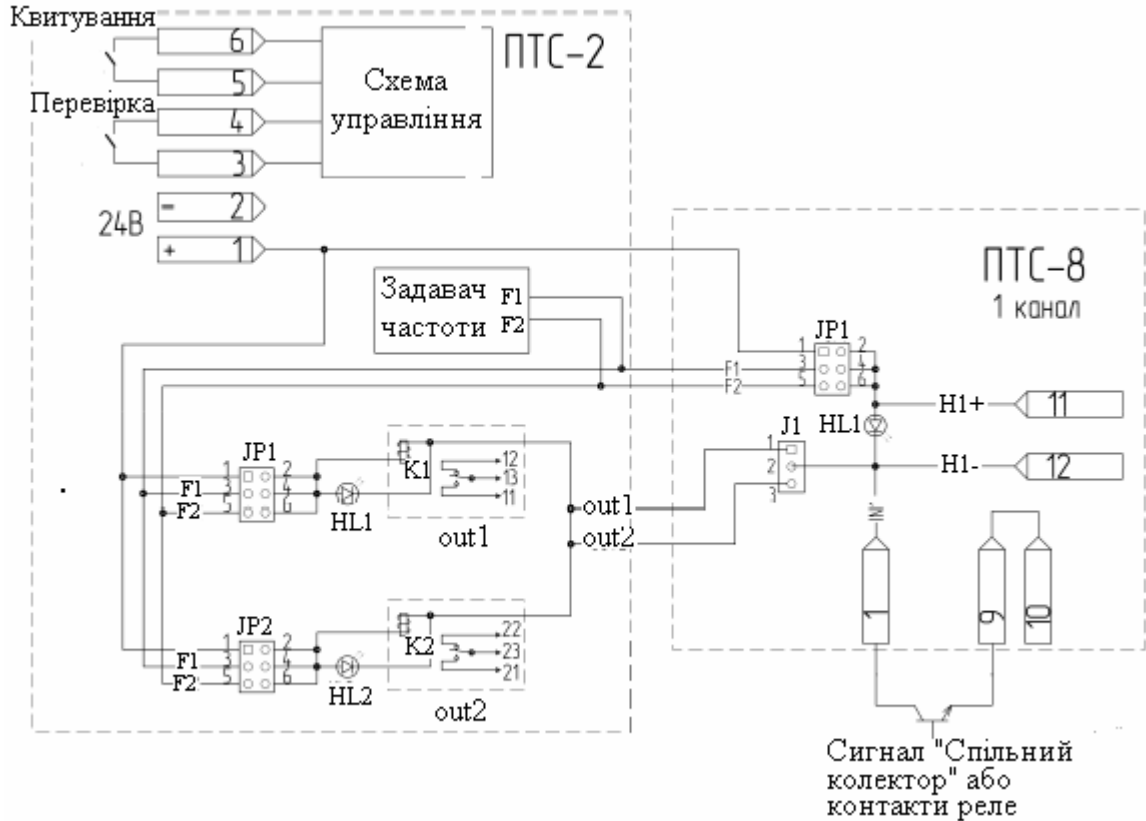 Квитування
6
5
Перевірка
4
3
24В
- 2
+ 1
ПТС-2
Схема
управління
Задавач
частоти
F1
F2
ПТС-8
1 канал
JP1
1 2
3 4
5 6
F1
F2
H1+
11
HL1
J1
1
2
3
H1-
12
JP1
1 2
3 4
5 6
F1
F2
HL1
K1
12
13
11
out1
out1
out2
JP2
1 2
3 4
5 6
F1
F2
HL2
K2
22
23
21
out2
1
9
10
Сигнал "Спільний
колектор" або
контакти реле